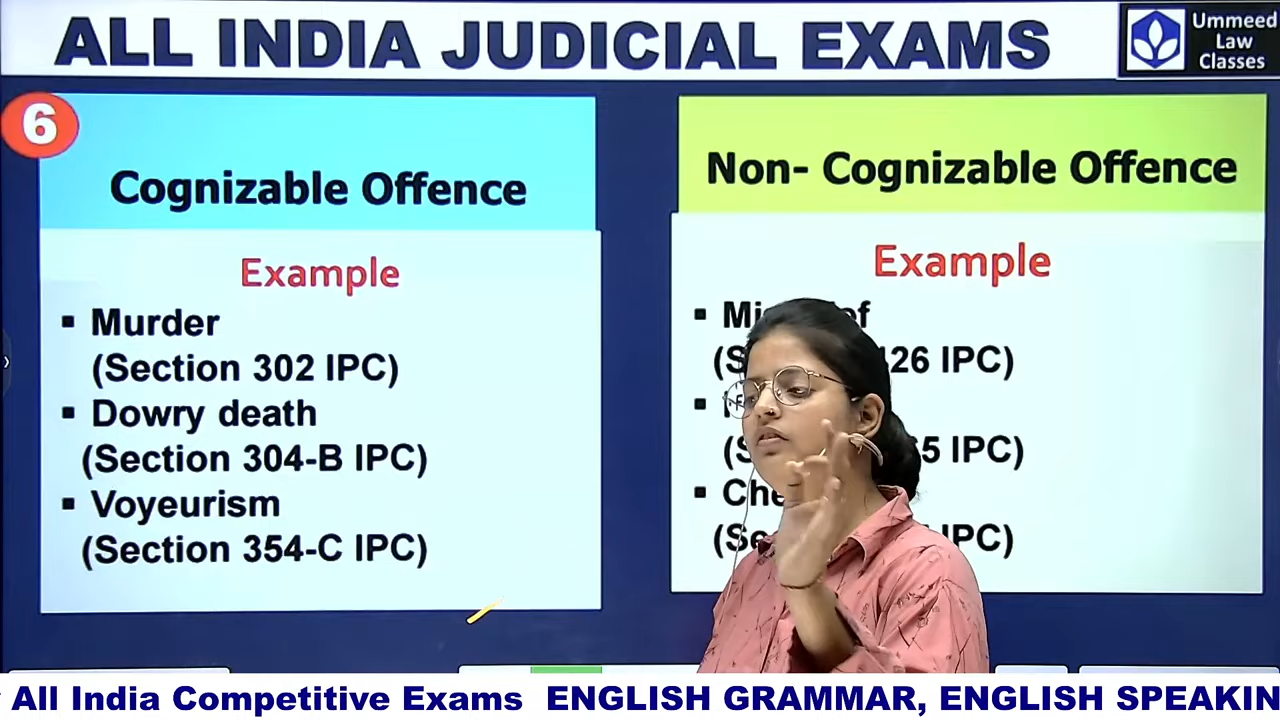 ALL INDIA JUDICIAL EXAMS
Ummeed
Law
Classes
6
Cognizable Offence
Example
▪ Murder
(Section 302 IPC)
▪ Dowry death
(Section 304-B IPC)
▪ Voyeurism
(Section 354-C IPC)
Non- Cognizable Offence
Example
26 IPC)
5 IPC)
IPC)
All India Competitive Exams ENGLISH GRAMMAR, ENGLISH SPEAKIN